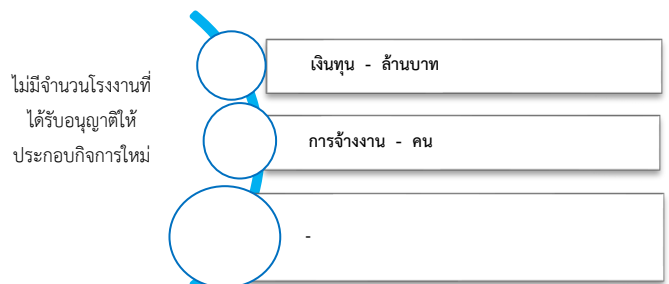 ไม่มีจำนวนโรงงานที่
ได้รับอนุญาติให้
ประกอบกิจการใหม่
เงินทุน - ล้านบาท
การจ้างงาน - คน
-